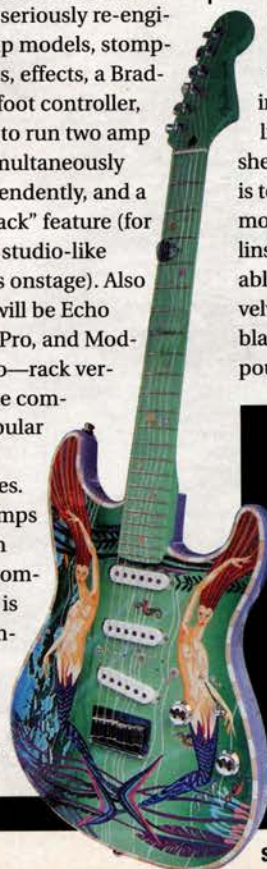 seriously re-engi-
p models, stomp-
s, effects, a Brad-
foot controller,
to run two amp
nultaneously
endently, and a
ack" feature (for
studio-like
s onstage). Also
will be Echo
Pro, and Mod-
o—rack ver-
e com-
pular
es.
mps
n
om-
is
n-
in
li
she
is to
mo
lins
abl
velv
bla
pou
S